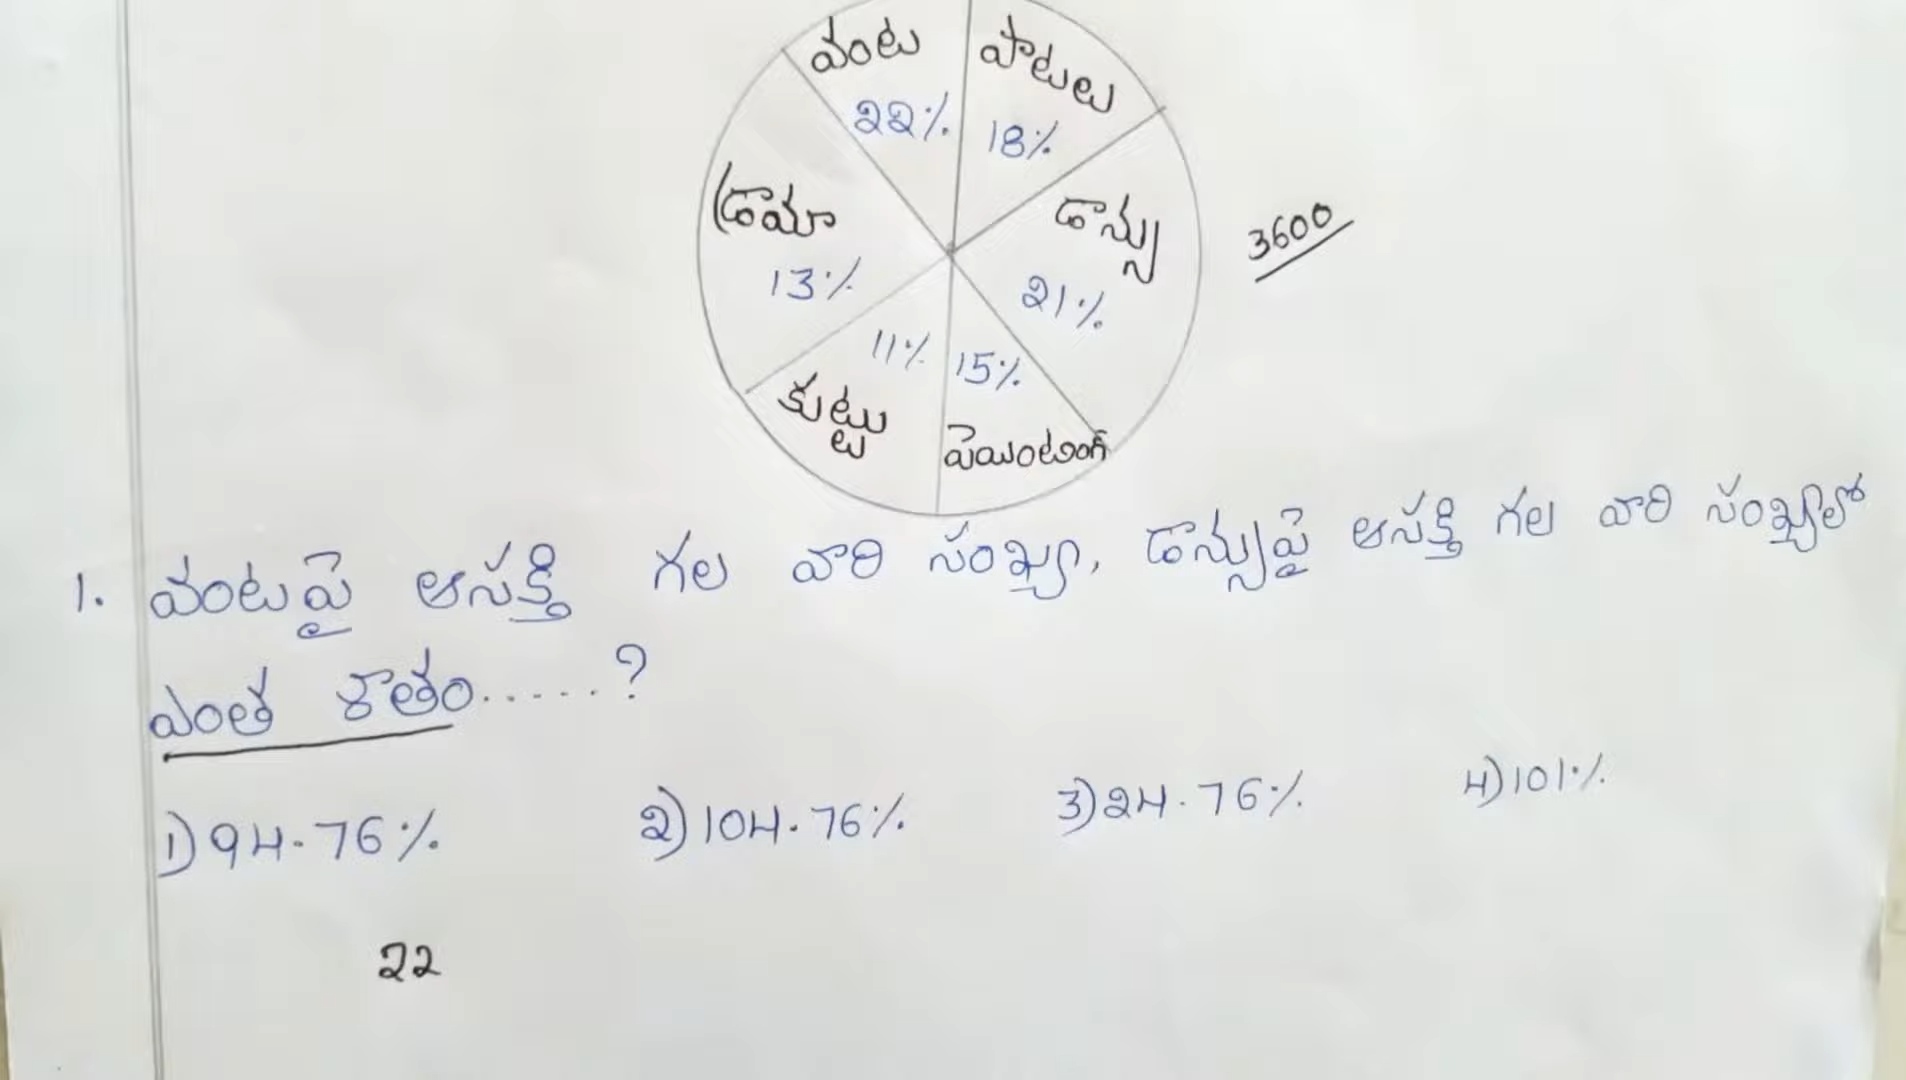 వంట
పాటలు
22%
18%
డ్రామా
డాన్సు
3600
13%
21%
11%
15%
కుట్టు
పెయింటింగ్
1. వంటపై ఆసక్తి గల వారి సంఖ్య, డాన్సుపై ఆసక్తి గల వారి సంఖ్యలో
ఎంత శాతం.....?
1) 94.76% 2) 104.76% 3) 24.76% 4) 101%
22